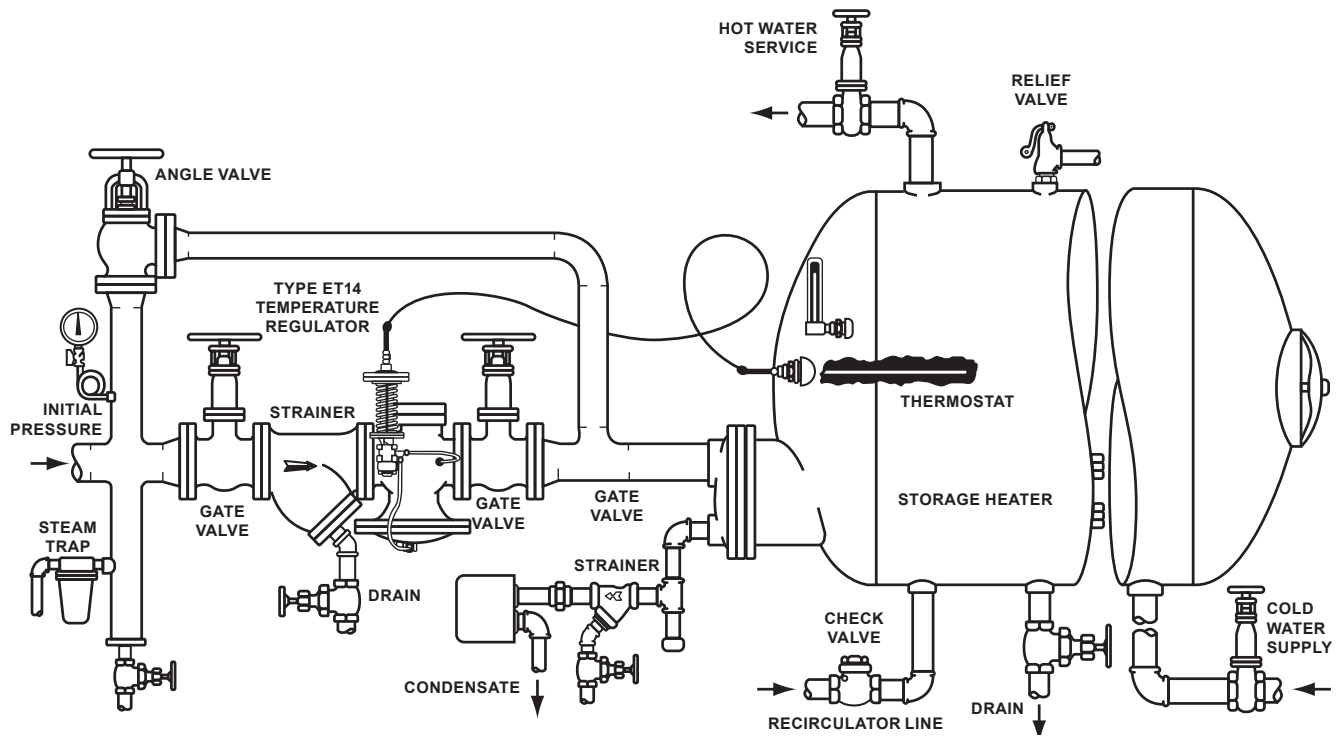 HOT WATER
SERVICE
RELIEF
VALVE
ANGLE VALVE
TYPE ET14
TEMPERATURE
REGULATOR
INITIAL
PRESSURE
STRAINER
THERMOSTAT
GATE
VALVE
GATE
VALVE
GATE
VALVE
STORAGE HEATER
STEAM
TRAP
STRAINER
DRAIN
CHECK
VALVE
COLD
WATER
SUPPLY
CONDENSATE
RECIRCULATOR LINE
DRAIN